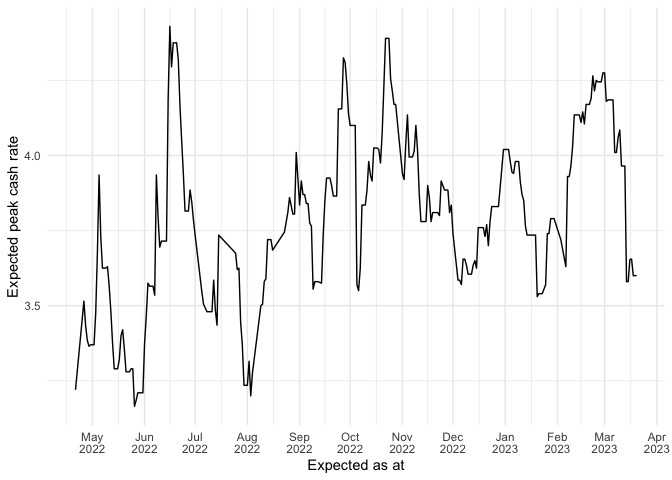 Expected peak cash rate
4.0
3.5
May Jun Jul Aug Sep Oct Nov Dec Jan Feb Mar Apr
2022 2022 2022 2022 2022 2022 2022 2022 2023 2023 2023 2023
Expected as at